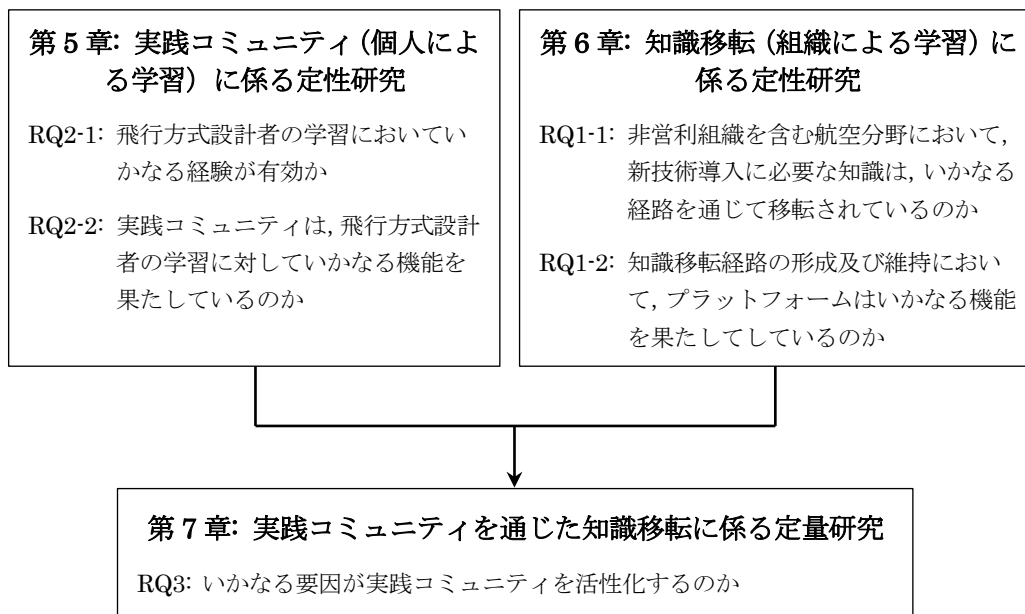 第5章: 実践コミュニティ(個人によ
る学習)に係る定性研究
RQ2-1: 飛行方式設計者の学習においてい
かなる経験が有効か
RQ2-2: 実践コミュニティは, 飛行方式設計
者の学習に対していかなる機能を
果たしているのか
第6章: 知識移転(組織による学習)に
係る定性研究
RQ1-1: 非営利組織を含む航空分野において,
新技術導入に必要な知識は, いかなる
経路を通じて移転されているのか
RQ1-2: 知識移転経路の形成及び維持におい
て, プラットフォームはいかなる機能
を果たしてしているのか
第7章: 実践コミュニティを通じた知識移転に係る定量研究
RQ3: いかなる要因が実践コミュニティを活性化するのか